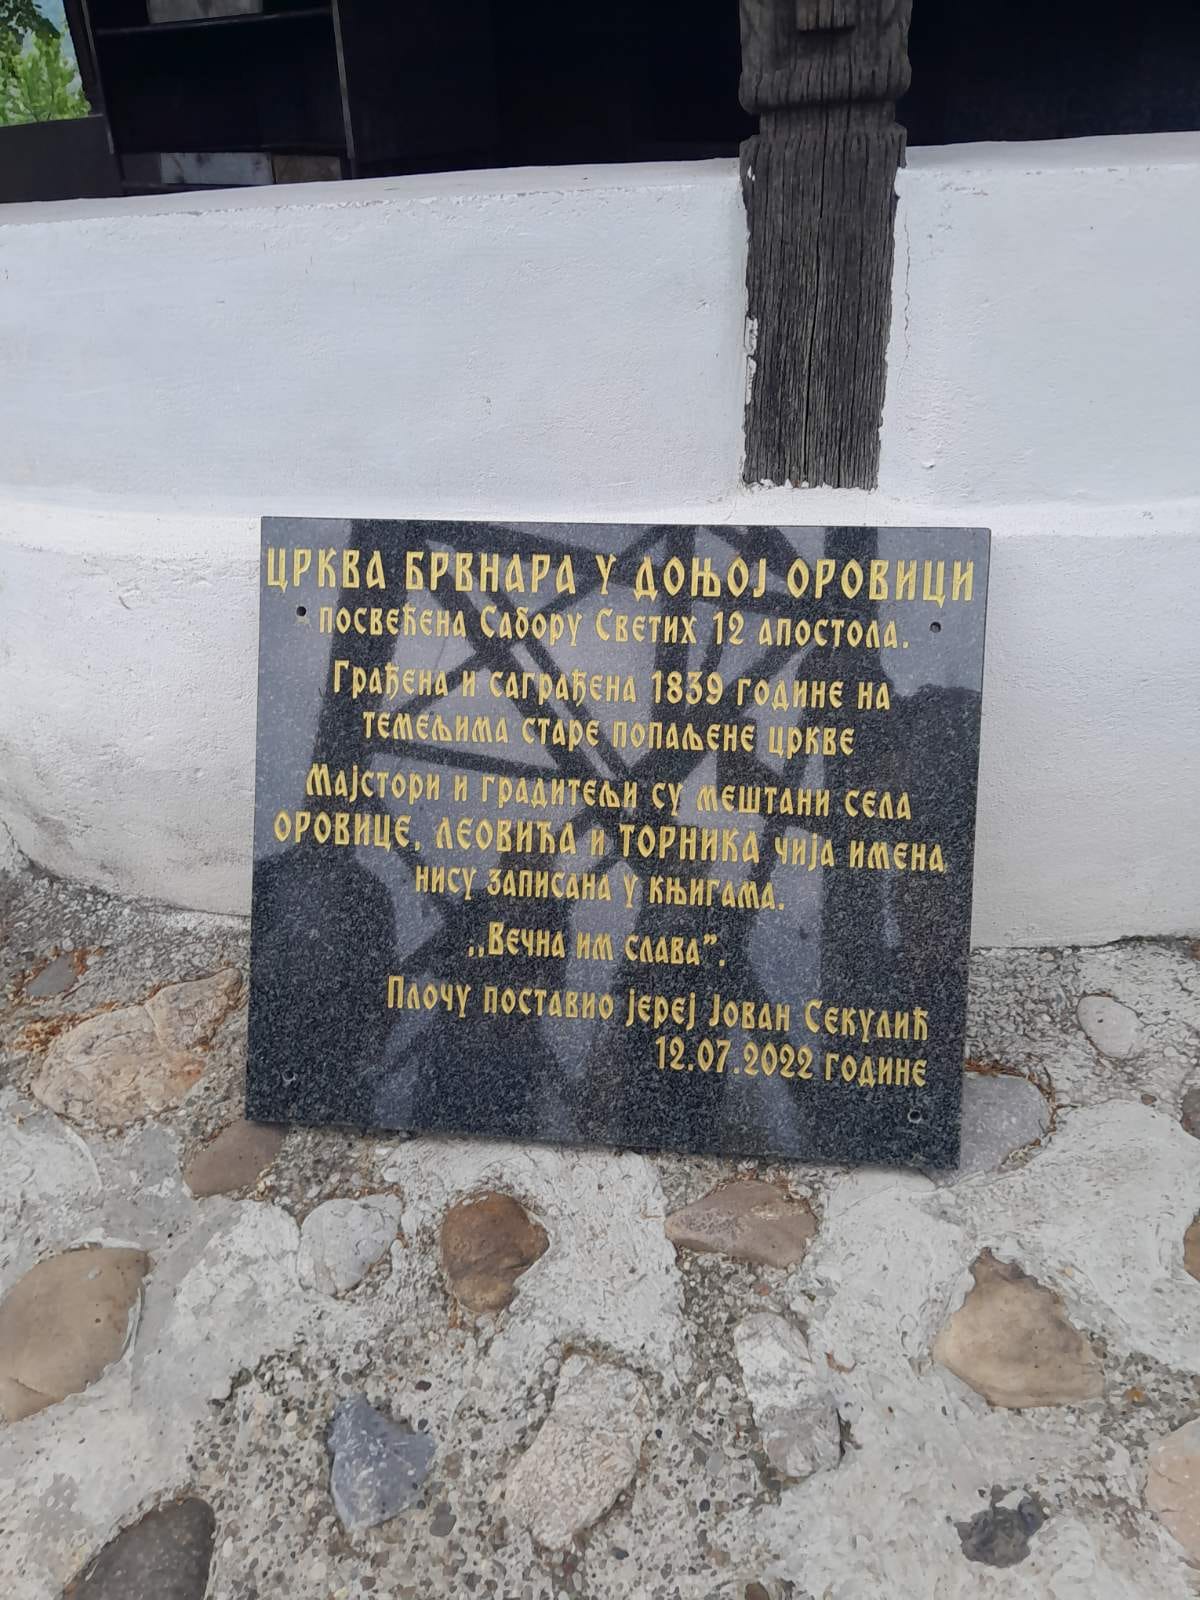 ЦРКВА БРВНАРА У ДОЊОЈ ОРОВИЦИ
посвећена Сабору Светих 12 апостола.
Грађена и саграђена 1839 године на
темељима старе попаљене цркве
Мајстори и градитељи су мештани села
ОРОВИЦЕ, ЛЕОВИЋА и ТОРНИКА чија имена
нису записана у књигама.
,,Вечна им слава”.
Плочу поставио јереј Јован Секулић
12.07.2022 године